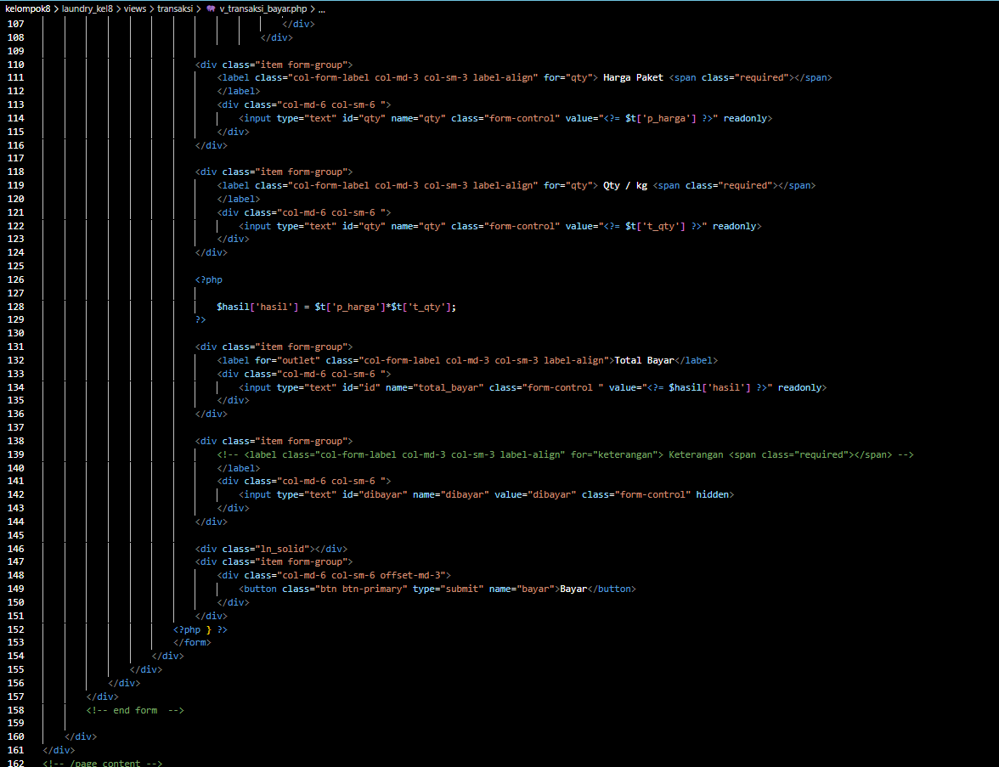 kelompok8 > laundry_kel8 > views > transaksi > v_transaksi_bayar.php > ...
107 </div>
108 </div>
109
110 <div class="item form-group">
111 <label class="col-form-label col-md-3 col-sm-3 label-align" for="qty"> Harga Paket <span class="required"></span>
112 </label>
113 <div class="col-md-6 col-sm-6 ">
114 <input type="text" id="qty" name="qty" class="form-control" value="<?= $t['p_harga'] ?>" readonly>
115 </div>
116 </div>
117
118 <div class="item form-group">
119 <label class="col-form-label col-md-3 col-sm-3 label-align" for="qty"> Qty / kg <span class="required"></span>
120 </label>
121 <div class="col-md-6 col-sm-6 ">
122 <input type="text" id="qty" name="qty" class="form-control" value="<?= $t['t_qty'] ?>" readonly>
123 </div>
124 </div>
125
126 <?php
127
128 $hasil['hasil'] = $t['p_harga']*$t['t_qty'];
129 ?>
130
131 <div class="item form-group">
132 <label for="outlet" class="col-form-label col-md-3 col-sm-3 label-align">Total Bayar</label>
133 <div class="col-md-6 col-sm-6 ">
134 <input type="text" id="id" name="total_bayar" class="form-control " value="<?= $hasil['hasil'] ?>" readonly>
135 </div>
136 </div>
137
138 <div class="item form-group">
139 <!-- <label class="col-form-label col-md-3 col-sm-3 label-align" for="keterangan"> Keterangan <span class="required"></span> -->
140 </label>
141 <div class="col-md-6 col-sm-6 ">
142 <input type="text" id="dibayar" name="dibayar" value="dibayar" class="form-control" hidden>
143 </div>
144 </div>
145
146 <div class="ln_solid"></div>
147 <div class="item form-group">
148 <div class="col-md-6 col-sm-6 offset-md-3">
149 <button class="btn btn-primary" type="submit" name="bayar">Bayar</button>
150 </div>
151 </div>
152 <?php } ?>
153 </form>
154 </div>
155 </div>
156 </div>
157 </div>
158 <!-- end form  -->
159
160 </div>
161 </div>
162 <!-- /page content -->